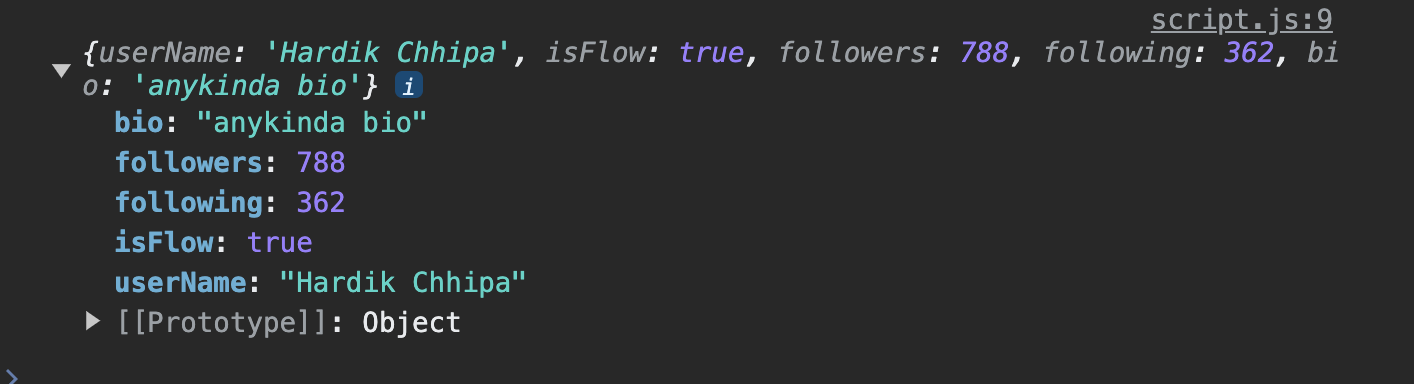 script.js:9
{userName: 'Hardik Chhipa', isFlow: true, followers: 788, following: 362, bi
o: 'anykinda bio'} i
bio: "anykinda bio"
followers: 788
following: 362
isFlow: true
userName: "Hardik Chhipa"
[[Prototype]]: Object